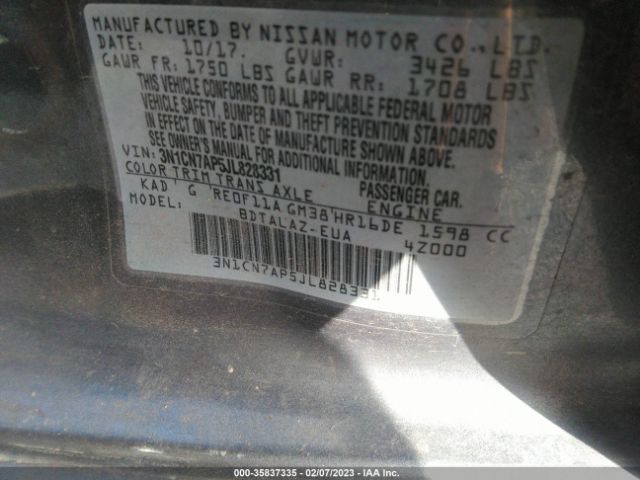 MANUFACTURED BY NISSAN MOTOR CO., LTD.
DATE: 10/17. GVWR: 3426 LBS
GAWR FR: 1750 LBS GAWR RR: 1708 LBS
THIS VEHICLE CONFORMS TO ALL APPLICABLE FEDERAL MOTOR
VEHICLE SAFETY, BUMPER AND THEFT PREVENTION STANDARDS
IN EFFECT ON THE DATE OF MANUFACTURE SHOWN ABOVE.
SEE OWNER'S MANUAL FOR ADDITIONAL INFORMATION.
VIN: 3N1CN7AP5JL828331 PASSENGER CAR.
COLOR TRIM TRANS AXLE ENGINE
KAD G RE0F11A GM38 HR16DE 1598 CC
MODEL: BDTALAZ-EUA 4Z000
3N1CN7AP5JL828331
000-35837335 - 02/07/2023 - IAA Inc.